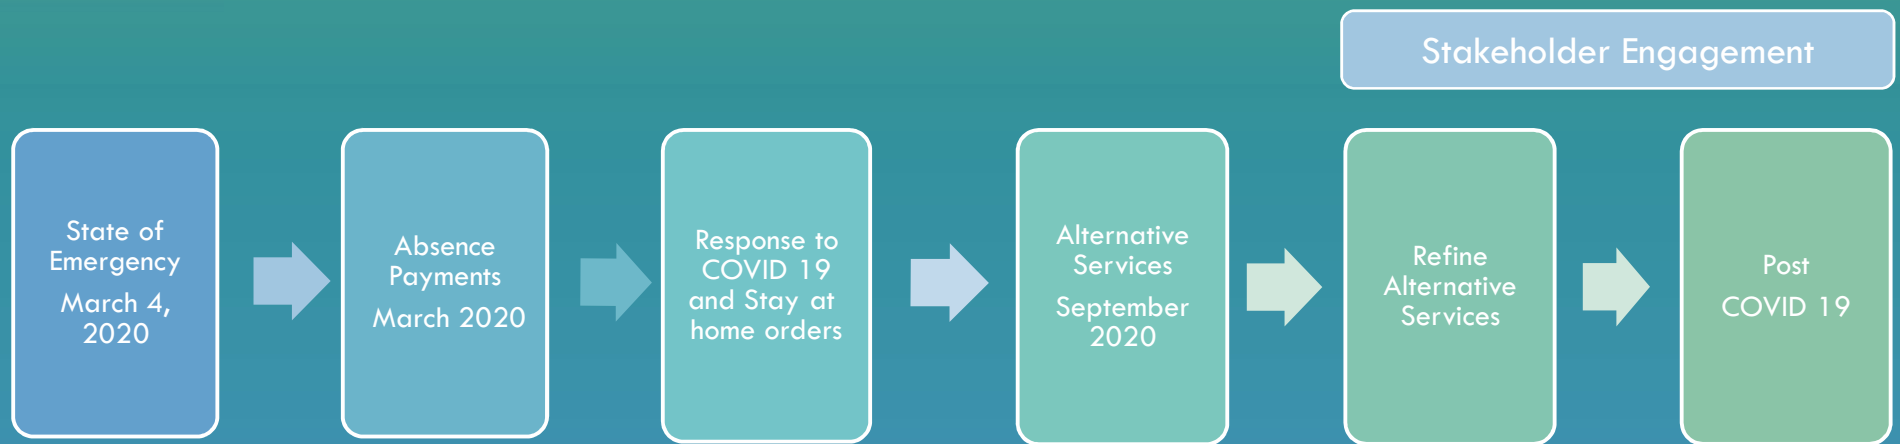 Stakeholder Engagement
State of
Emergency
March 4,
2020
Absence
Payments
March 2020
Response to
COVID 19
and Stay at
home orders
Alternative
Services
September
2020
Refine
Alternative
Services
Post
COVID 19